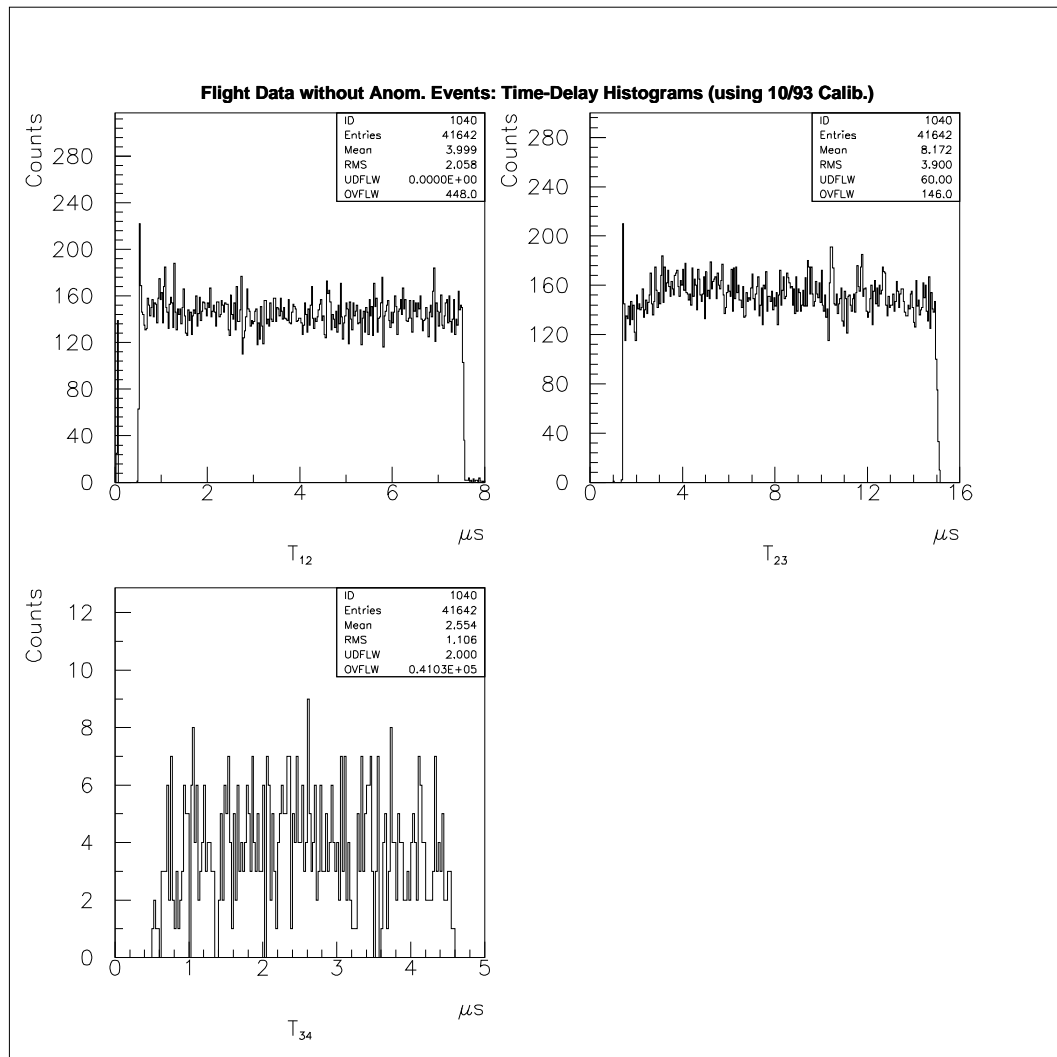 Flight Data without Anom. Events: Time-Delay Histograms (using 10/93 Calib.)
Counts
280
240
200
160
120
80
40
0
0 2 4 6 8
µs
T12
ID 1040
Entries 41642
Mean 3.999
RMS 2.058
UDFLW 0.0000E+00
OVFLW 448.0
Counts
280
240
200
160
120
80
40
0
0 4 8 12 16
µs
T23
ID 1040
Entries 41642
Mean 8.172
RMS 3.900
UDFLW 60.00
OVFLW 146.0
Counts
12
10
8
6
4
2
0
0 1 2 3 4 5
µs
T34
ID 1040
Entries 41642
Mean 2.554
RMS 1.106
UDFLW 2.000
OVFLW 0.4103E+05